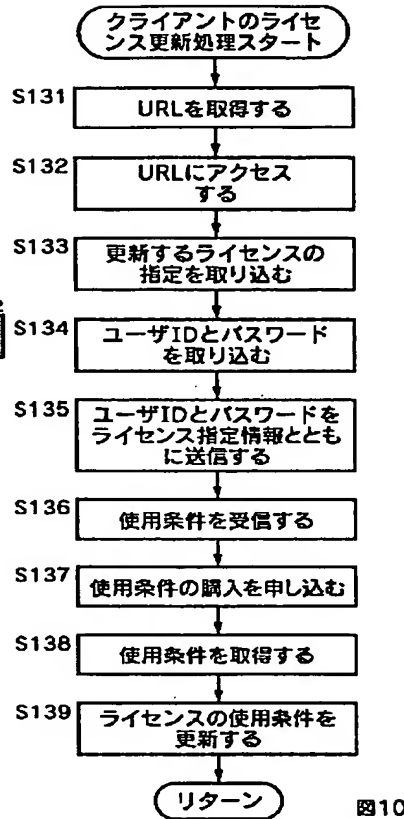 クライアントのライセ
ンス更新処理スタート
S131
URLを取得する
S132
URLにアクセス
する
S133
更新するライセンスの
指定を取り込む
S134
ユーザIDとパスワード
を取り込む
S135
ユーザIDとパスワードを
ライセンス指定情報ととも
に送信する
S136
使用条件を受信する
S137
使用条件の購入を申し込む
S138
使用条件を取得する
S139
ライセンスの使用条件を
更新する
リターン
図10